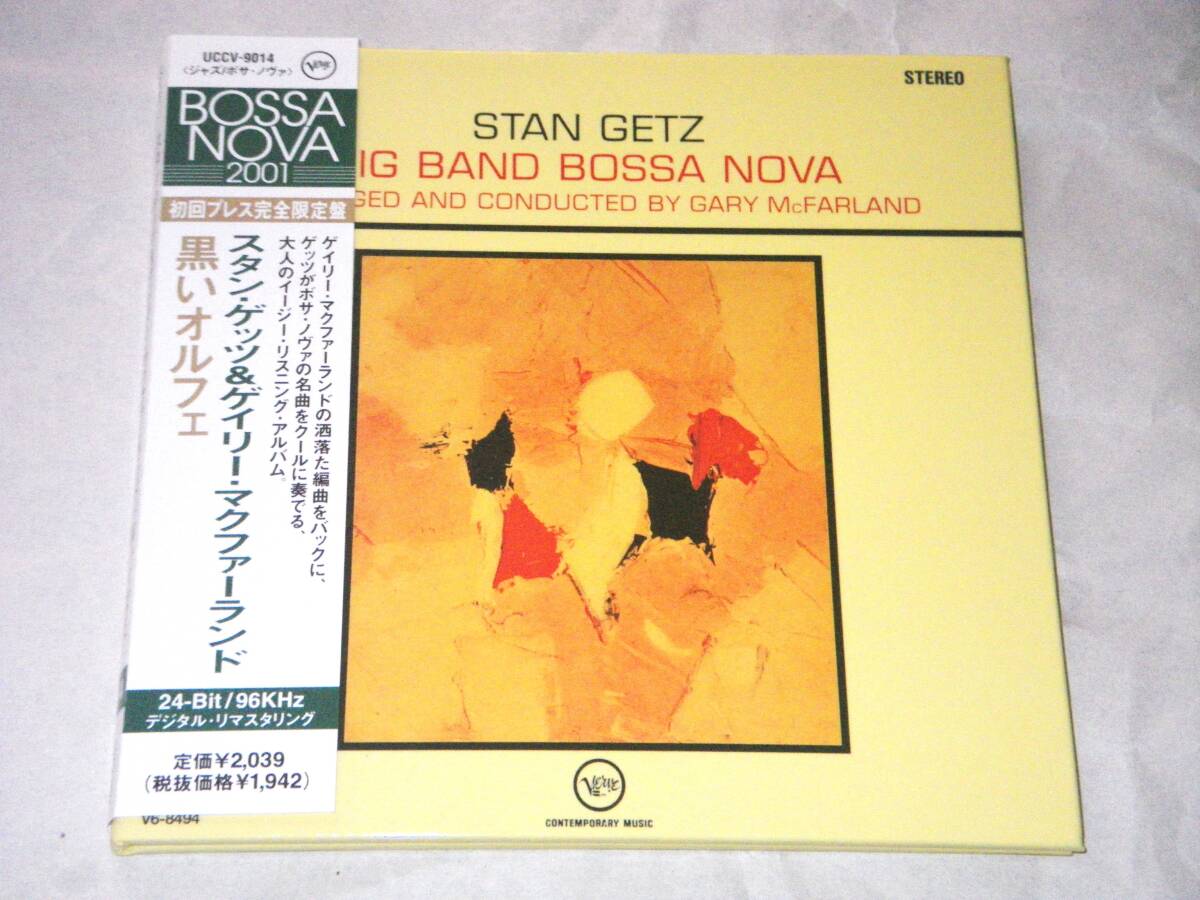 UCCV-9014
〈ジャズ/ボサ・ノヴァ〉
Verve
BOSSA
NOVA
2001
初回プレス完全限定盤
スタン・ゲッツ&ゲイリー・マクファーランド
黒いオルフェ
ゲイリー・マクファーランドの洒落た編曲をバックに、
ゲッツがボサ・ノヴァの名曲をクールに奏でる、
大人のイージー・リスニング・アルバム。
24-Bit/96KHz
デジタル・リマスタリング
定価¥2,039
(税抜価格¥1,942)
V6-8494
STEREO
STAN GETZ
IG BAND BOSSA NOVA
GED AND CONDUCTED BY GARY McFARLAND
Verve
CONTEMPORARY MUSIC